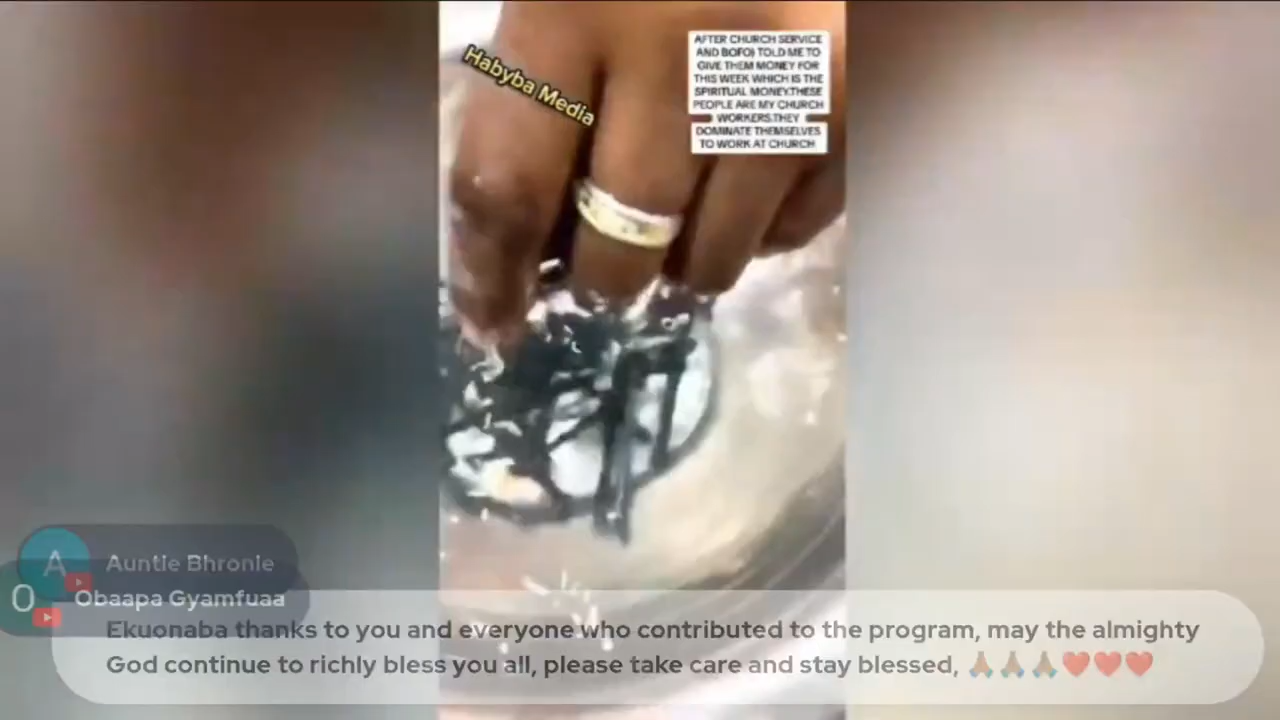 Habyba Media
AFTER CHURCH SERVICE
AND BOFO) TOLD ME TO
GIVE THEM MONEY FOR
THIS WEEK WHICH IS THE
SPIRITUAL MONEY.THESE
PEOPLE ARE MY CHURCH
WORKERS.THEY
DOMINATE THEMSELVES
TO WORK AT CHURCH
A
Auntie Bhronie
O
Obaapa Gyamfuaa
Ekuonaba thanks to you and everyone who contributed to the program, may the almighty
God continue to richly bless you all, please take care and stay blessed, 🙏🏽🙏🏽🙏🏽❤️❤️❤️